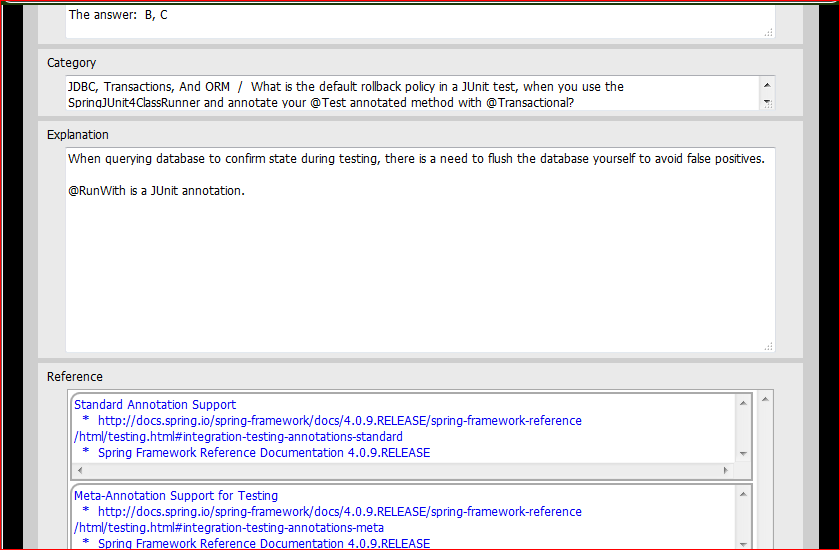 The answer:  B, C
Category
JDBC, Transactions, And ORM  /  What is the default rollback policy in a JUnit test, when you use the
SpringJUnit4ClassRunner and annotate your @Test annotated method with @Transactional?
Explanation
When querying database to confirm state during testing, there is a need to flush the database yourself to avoid false positives.
@RunWith is a JUnit annotation.
Reference
Standard Annotation Support
*  http://docs.spring.io/spring-framework/docs/4.0.9.RELEASE/spring-framework-reference
/html/testing.html#integration-testing-annotations-standard
*  Spring Framework Reference Documentation 4.0.9.RELEASE
Meta-Annotation Support for Testing
*  http://docs.spring.io/spring-framework/docs/4.0.9.RELEASE/spring-framework-reference
/html/testing.html#integration-testing-annotations-meta
*  Spring Framework Reference Documentation 4.0.9.RELEASE